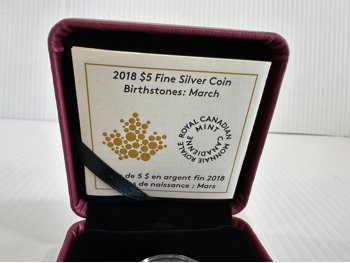 2018 $5 Fine Silver Coin
Birthstones: March
ROYAL CANADIAN MINT
MONNAIE ROYALE CANADIENNE
de 5 $ en argent fin 2018
de naissance : Mars